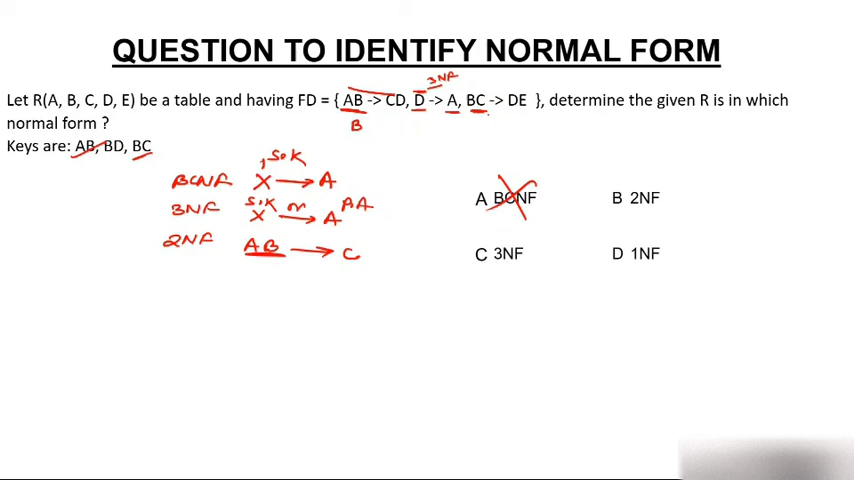 QUESTION TO IDENTIFY NORMAL FORM
3NF
Let R(A, B, C, D, E) be a table and having FD = { AB -> CD, D -> A, BC -> DE }, determine the given R is in which
B
normal form ?
Keys are: AB, BD, BC
, S.K
BCNF X → A
S.K or PA
3NF X → A
2NF AB → C
A BCNF
B 2NF
C 3NF
D 1NF